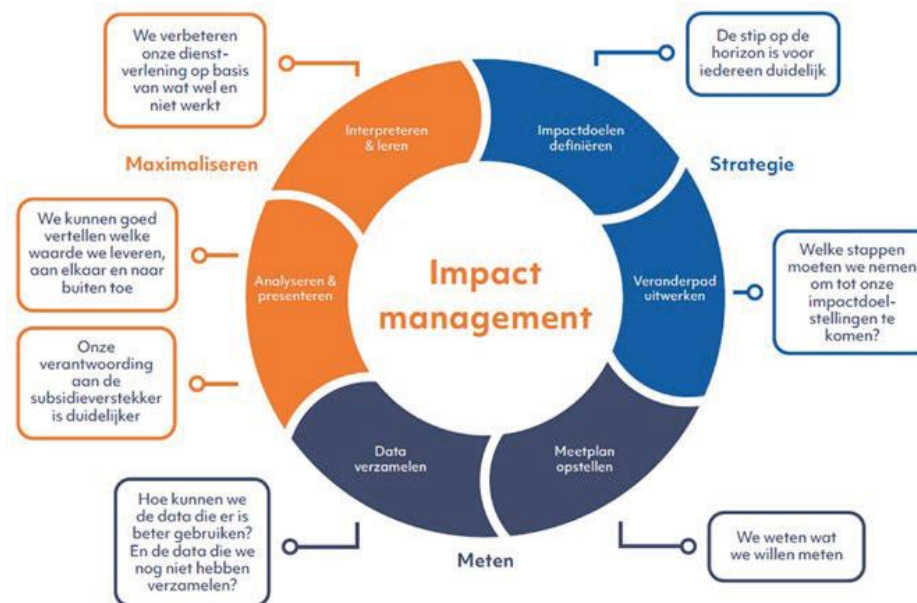 We verbeteren
onze dienst-
verlening op basis
van wat wel en
niet werkt
De stip op de
horizon is voor
iedereen duidelijk
Interpreteren
& leren
Impactdoelen
definiëren
Maximaliseren
Strategie
We kunnen goed
vertellen welke
waarde we leveren,
aan elkaar en naar
buiten toe
Analyseren &
presenteren
Impact
management
Veranderpad
uitwerken
Welke stappen
moeten we nemen
om tot onze
impactdoel-
stellingen te
komen?
Onze
verantwoording
aan de
subsidieverstekker
is duidelijker
Data
verzamelen
Meetplan
opstellen
Hoe kunnen we
de data die er is
beter gebruiken?
En de data die we
nog niet hebben
verzamelen?
Meten
We weten wat
we willen meten